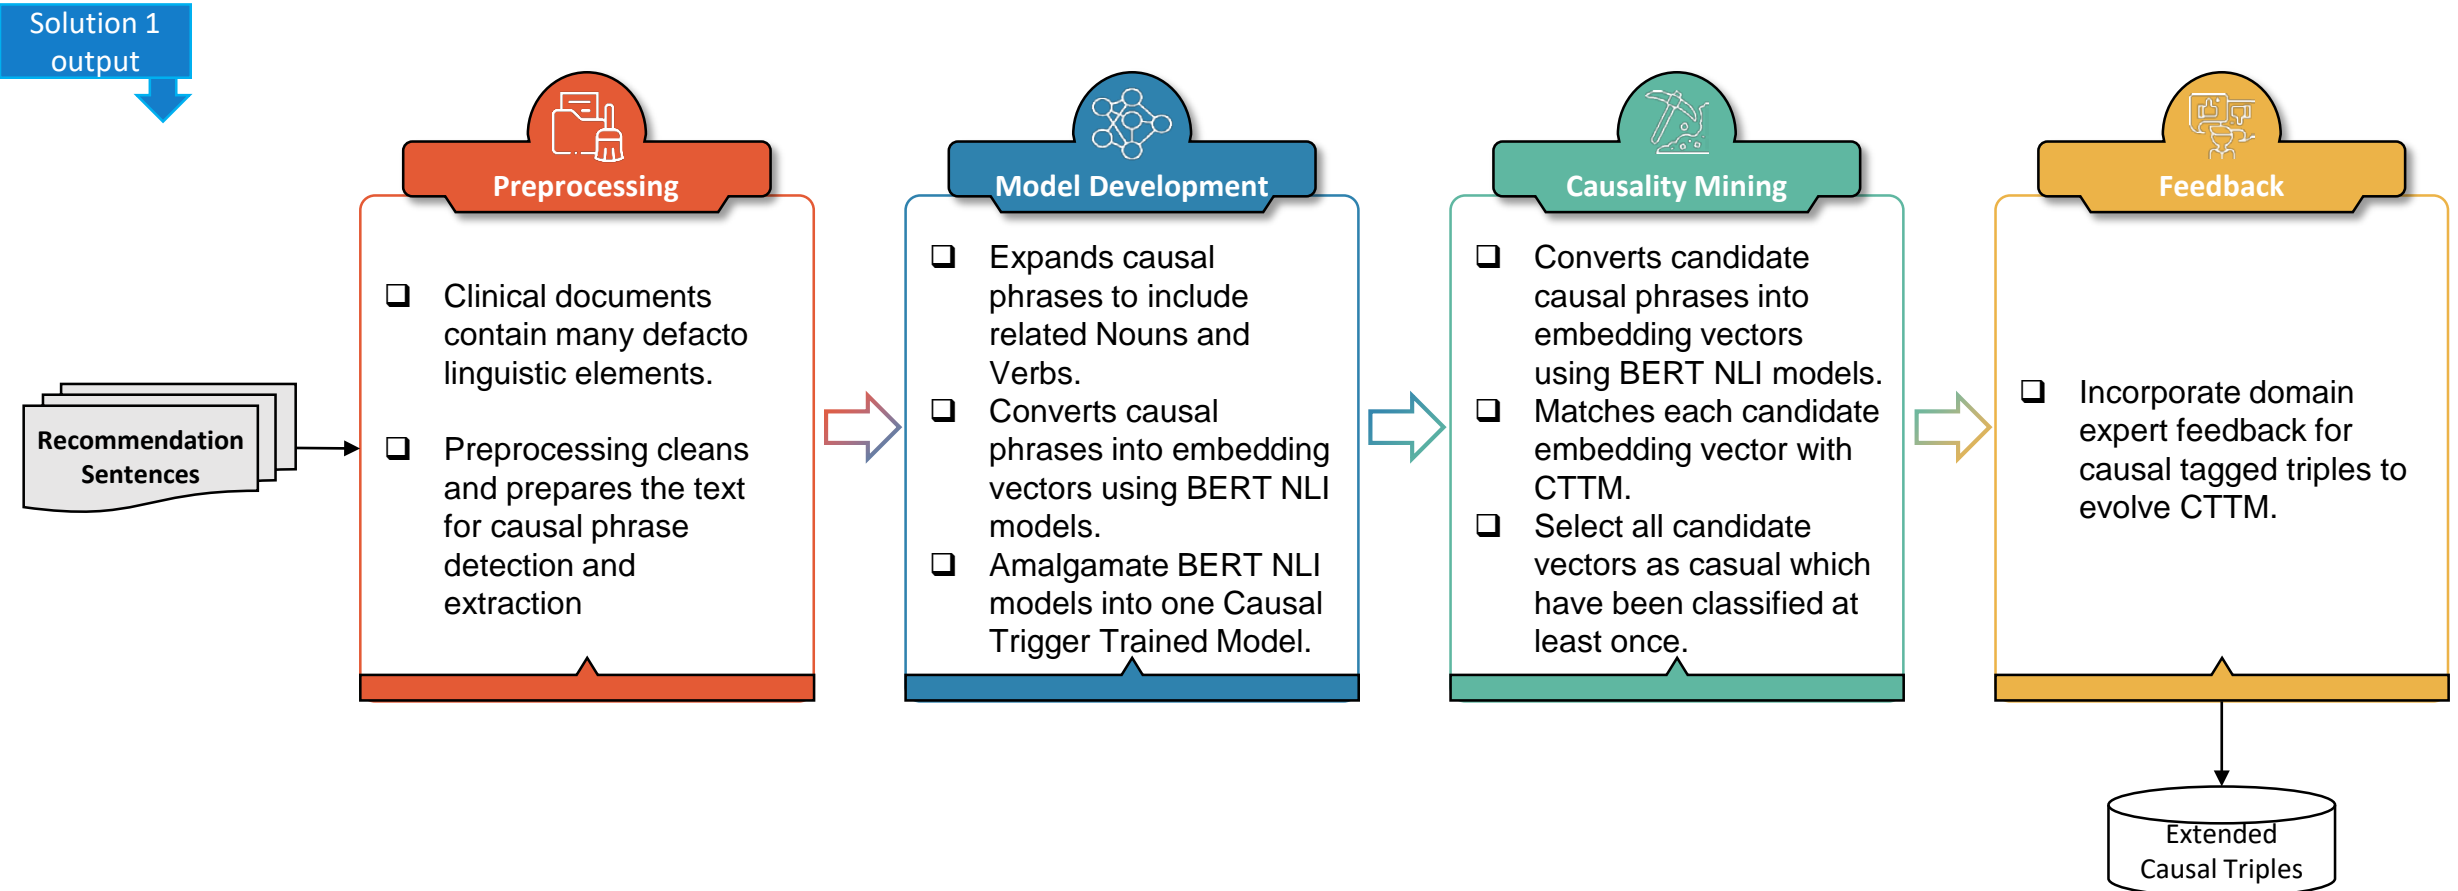 Solution 1
output
Recommendation
Sentences
Preprocessing
Clinical documents
contain many defacto
linguistic elements.
Preprocessing cleans
and prepares the text
for causal phrase
detection and
extraction
Model Development
Expands causal
phrases to include
related Nouns and
Verbs.
Converts causal
phrases into embedding
vectors using BERT NLI
models.
Amalgamate BERT NLI
models into one Causal
Trigger Trained Model.
Causality Mining
Converts candidate
causal phrases into
embedding vectors
using BERT NLI models.
Matches each candidate
embedding vector with
CTTM.
Select all candidate
vectors as casual which
have been classified at
least once.
Feedback
Incorporate domain
expert feedback for
causal tagged triples to
evolve CTTM.
Extended
Causal Triples